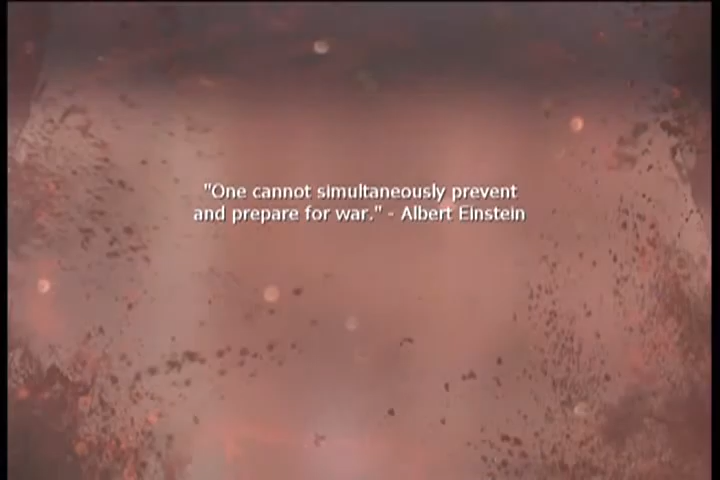 "One cannot simultaneously prevent
and prepare for war." - Albert Einstein